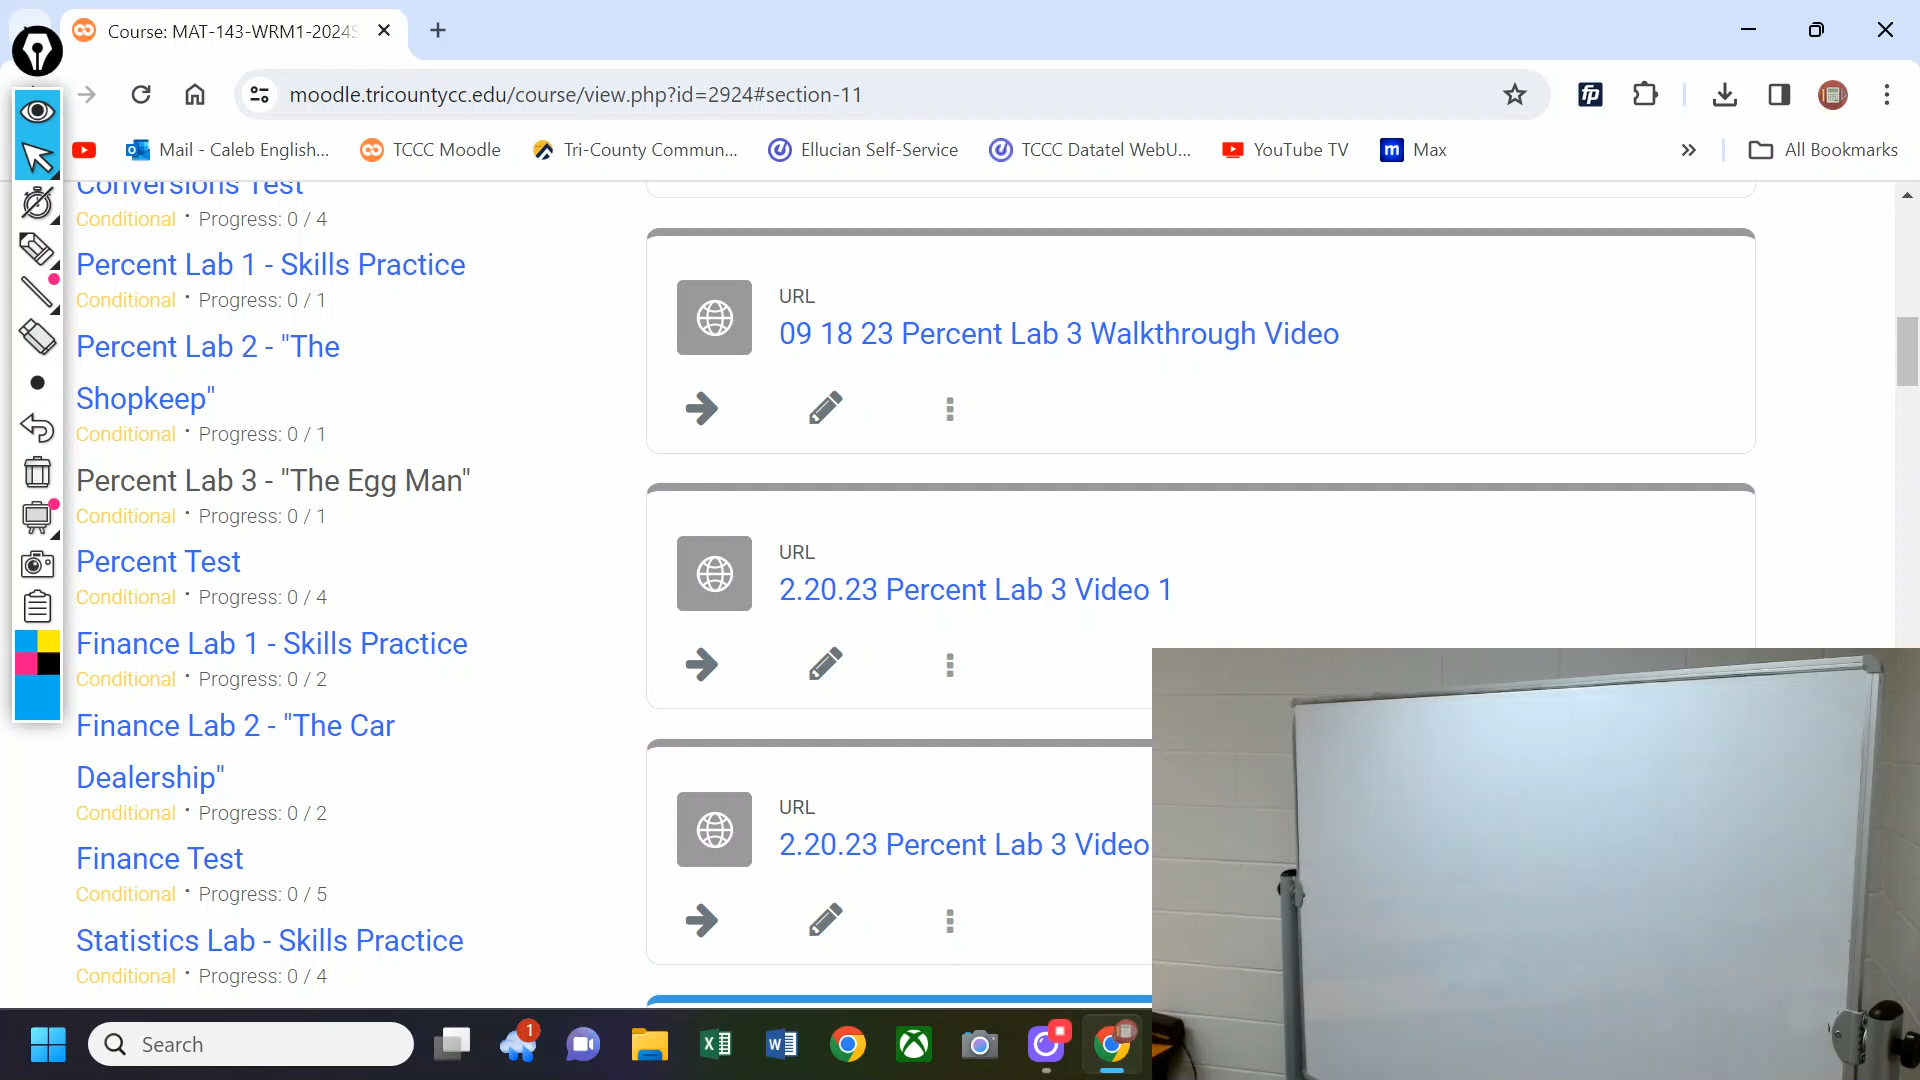 Course: MAT-143-WRM1-2024S
moodle.tricountycc.edu/course/view.php?id=2924#section-11
Mail - Caleb English...
TCCC Moodle
Tri-County Commun...
Ellucian Self-Service
TCCC Datatel WebU...
YouTube TV
m Max
All Bookmarks
Conversions Test
Conditional • Progress: 0 / 4
Percent Lab 1 - Skills Practice
Conditional • Progress: 0 / 1
Percent Lab 2 - "The
Shopkeep"
Conditional • Progress: 0 / 1
Percent Lab 3 - "The Egg Man"
Conditional • Progress: 0 / 1
Percent Test
Conditional • Progress: 0 / 4
Finance Lab 1 - Skills Practice
Conditional • Progress: 0 / 2
Finance Lab 2 - "The Car
Dealership"
Conditional • Progress: 0 / 2
Finance Test
Conditional • Progress: 0 / 5
Statistics Lab - Skills Practice
Conditional • Progress: 0 / 4
URL
09 18 23 Percent Lab 3 Walkthrough Video
URL
2.20.23 Percent Lab 3 Video 1
URL
2.20.23 Percent Lab 3 Video
Search
1